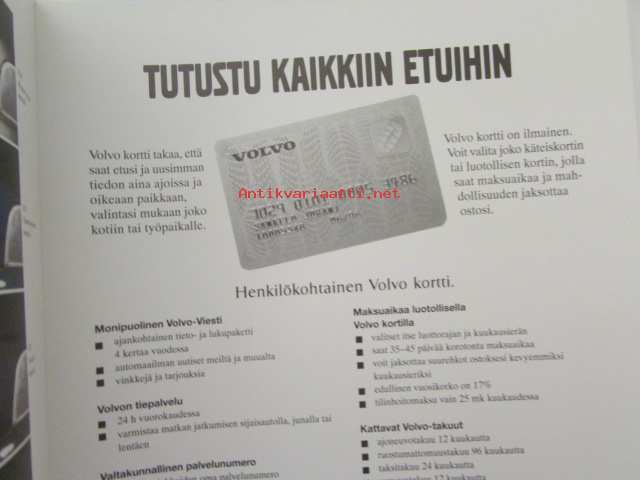 TUTUSTU KAIKKIIN ETUIHIN
Volvo kortti takaa, että
saat etusi ja uusimman
tiedon aina ajoissa ja
oikeaan paikkaan,
valintasi mukaan joko
kotiin tai työpaikalle.
VOLVO
Antikvariaatti.net
Volvo kortti on ilmainen.
Voit valita joko käteiskortin
tai luotollisen kortin, jolla
saat maksuaikaa ja mah-
dollisuuden jaksottaa
ostosi.
Henkilökohtainen Volvo kortti.
Monipuolinen Volvo-Viesti
ajankohtainen tieto- ja lukupaketti
4 kertaa vuodessa
automaailman uutiset meiltä ja muualta
vinkkejä ja tarjouksia
Volvon tiepalvelu
24 h vuorokaudessa
varmistaa matkan jatkumisen sijaisautolla, junalla tai
lentäen
Valtakunnallinen palvelunumero
oma palvelunumero
Maksuaikaa luotollisella
Volvo kortilla
valitset itse luottorajan ja kuukausierän
saat 35-45 päivää korotonta maksuaikaa
voit jaksottaa suurehkot ostoksesi kevyemmiksi
kuukausieriksi
edullinen vuosikorko on 17%
tilinhoitomaksu vain 25 mk kuukaudessa
Kattavat Volvo-takuut
ajoneuvotakuu 12 kuukautta
ruostumattomuustakuu 96 kuukautta
taksitakuu 24 kuukautta
12 kuukautta